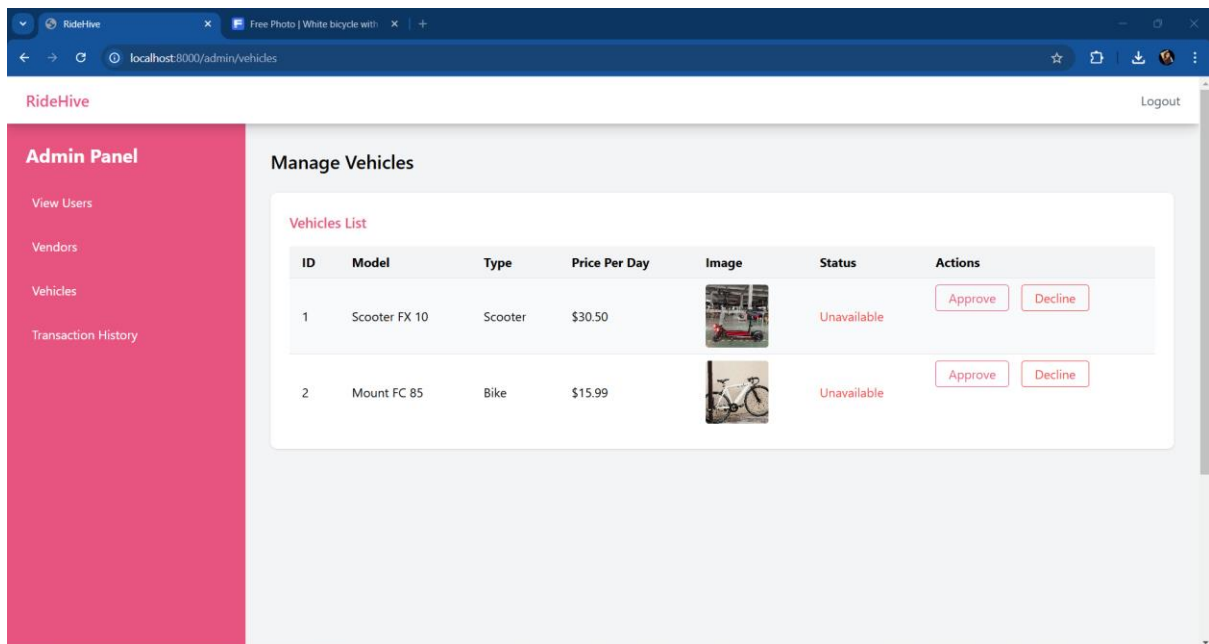 RideHive
Free Photo | White bicycle with
localhost:8000/admin/vehicles
RideHive
Logout
Admin Panel
View Users
Vendors
Vehicles
Transaction History
Manage Vehicles
Vehicles List
ID Model Type Price Per Day Image Status Actions
1 Scooter FX 10 Scooter $30.50 Unavailable Approve Decline
2 Mount FC 85 Bike $15.99 Unavailable Approve Decline